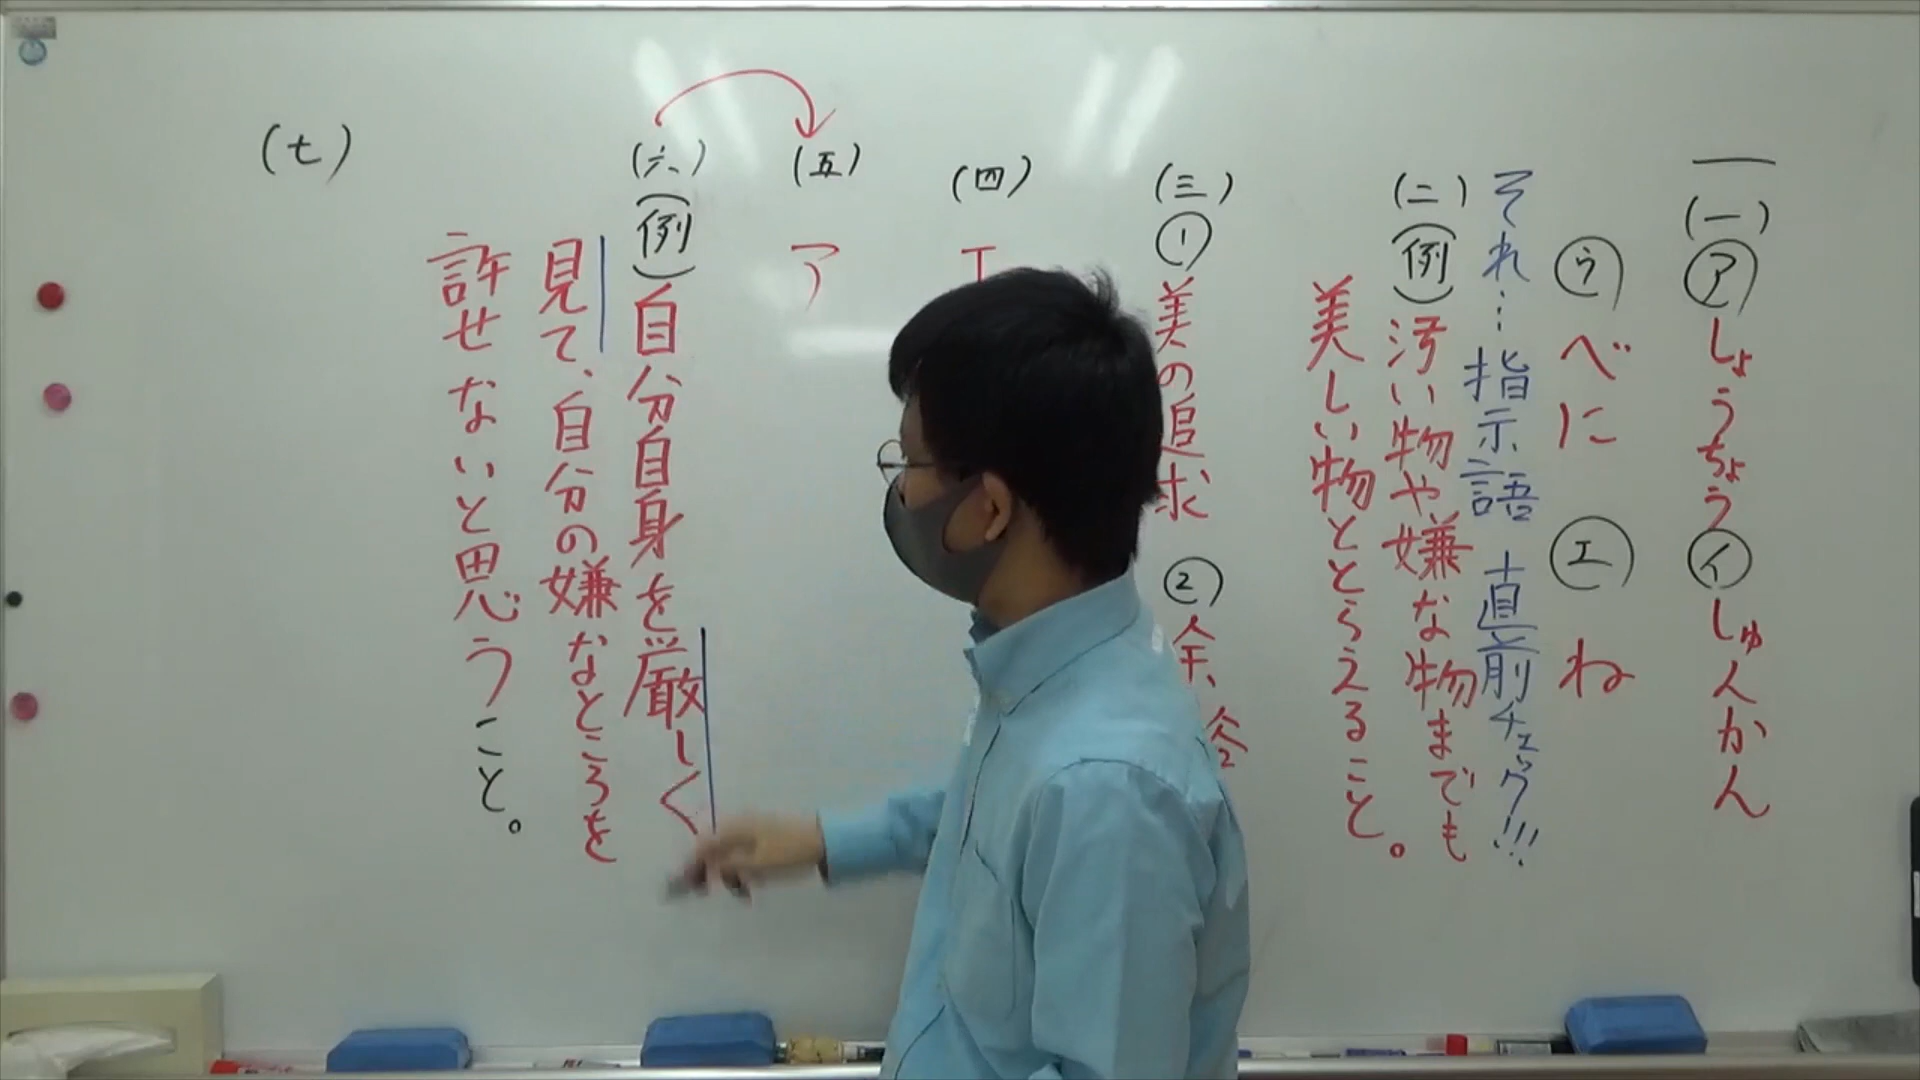 一
(一) ㋐ しょうちょう ㋑ しゅんかん
㋒ べに ㋓ ね
それ…指示語 直前チェック!!!
(二) (例) 汚い物や嫌な物までも
美しい物ととらえること。
(三) ① 美の追求 ②
(四) エ
(五) ア
(六) (例) 自分自身を厳しく
見て、自分の嫌なところを
許せないと思うこと。
(七)